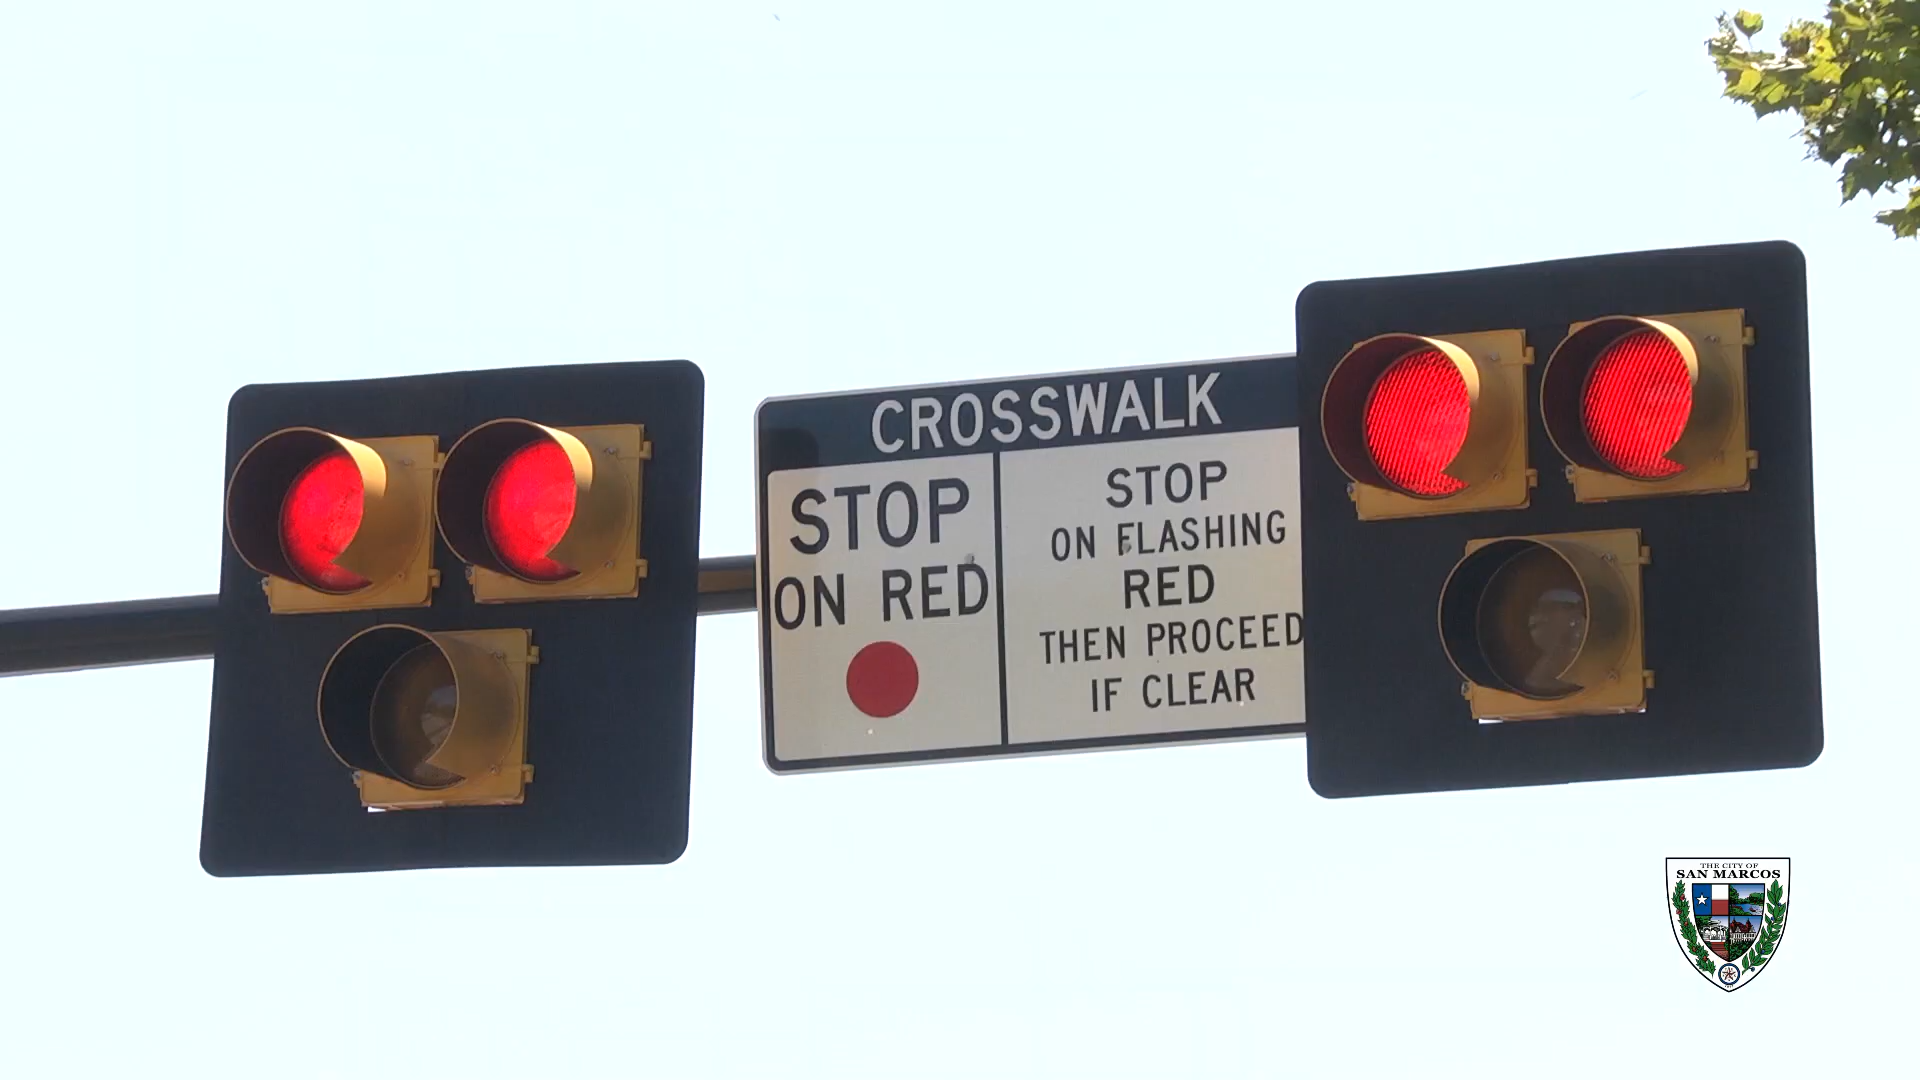 CROSSWALK
STOP
ON RED
STOP
ON FLASHING
RED
THEN PROCEED
IF CLEAR
THE CITY OF
SAN MARCOS